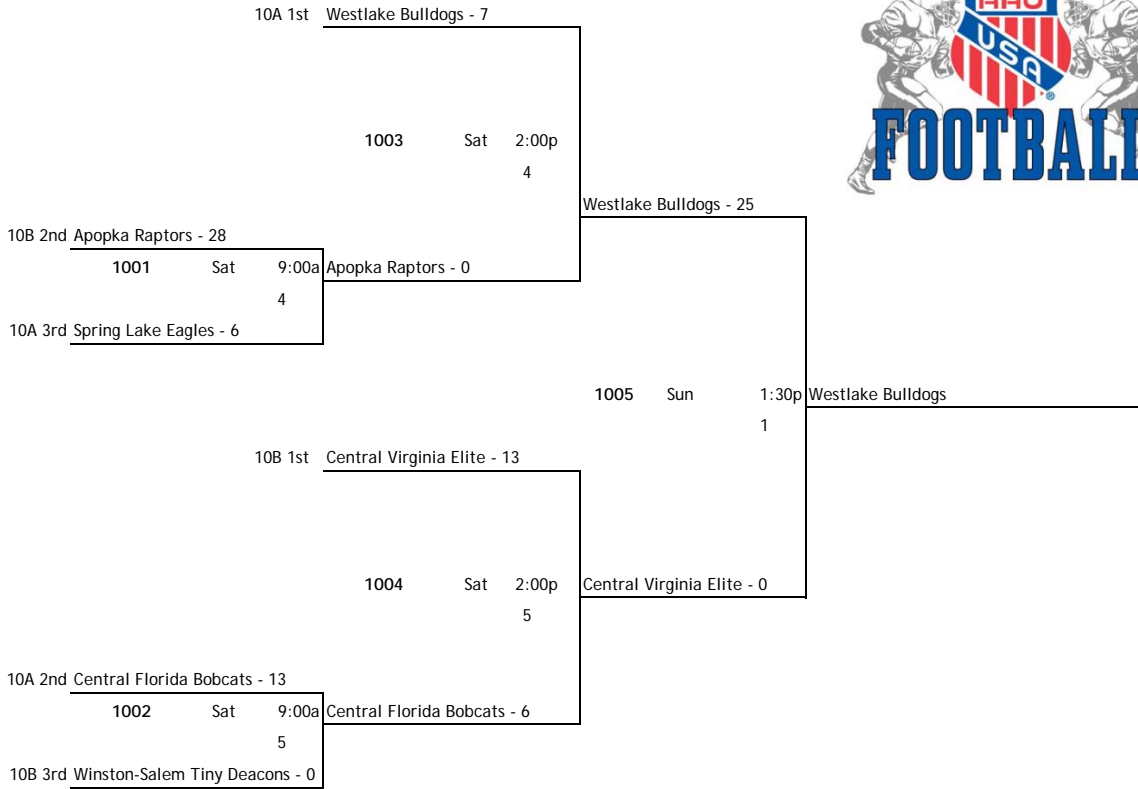 10A 1st Westlake Bulldogs - 7
AAU
USA
®
FOOTBALL
1003 Sat 2:00p
4
Westlake Bulldogs - 25
10B 2nd Apopka Raptors - 28
1001 Sat 9:00a Apopka Raptors - 0
4
10A 3rd Spring Lake Eagles - 6
1005 Sun 1:30p Westlake Bulldogs
1
10B 1st Central Virginia Elite - 13
1004 Sat 2:00p Central Virginia Elite - 0
5
10A 2nd Central Florida Bobcats - 13
1002 Sat 9:00a Central Florida Bobcats - 6
5
10B 3rd Winston-Salem Tiny Deacons - 0